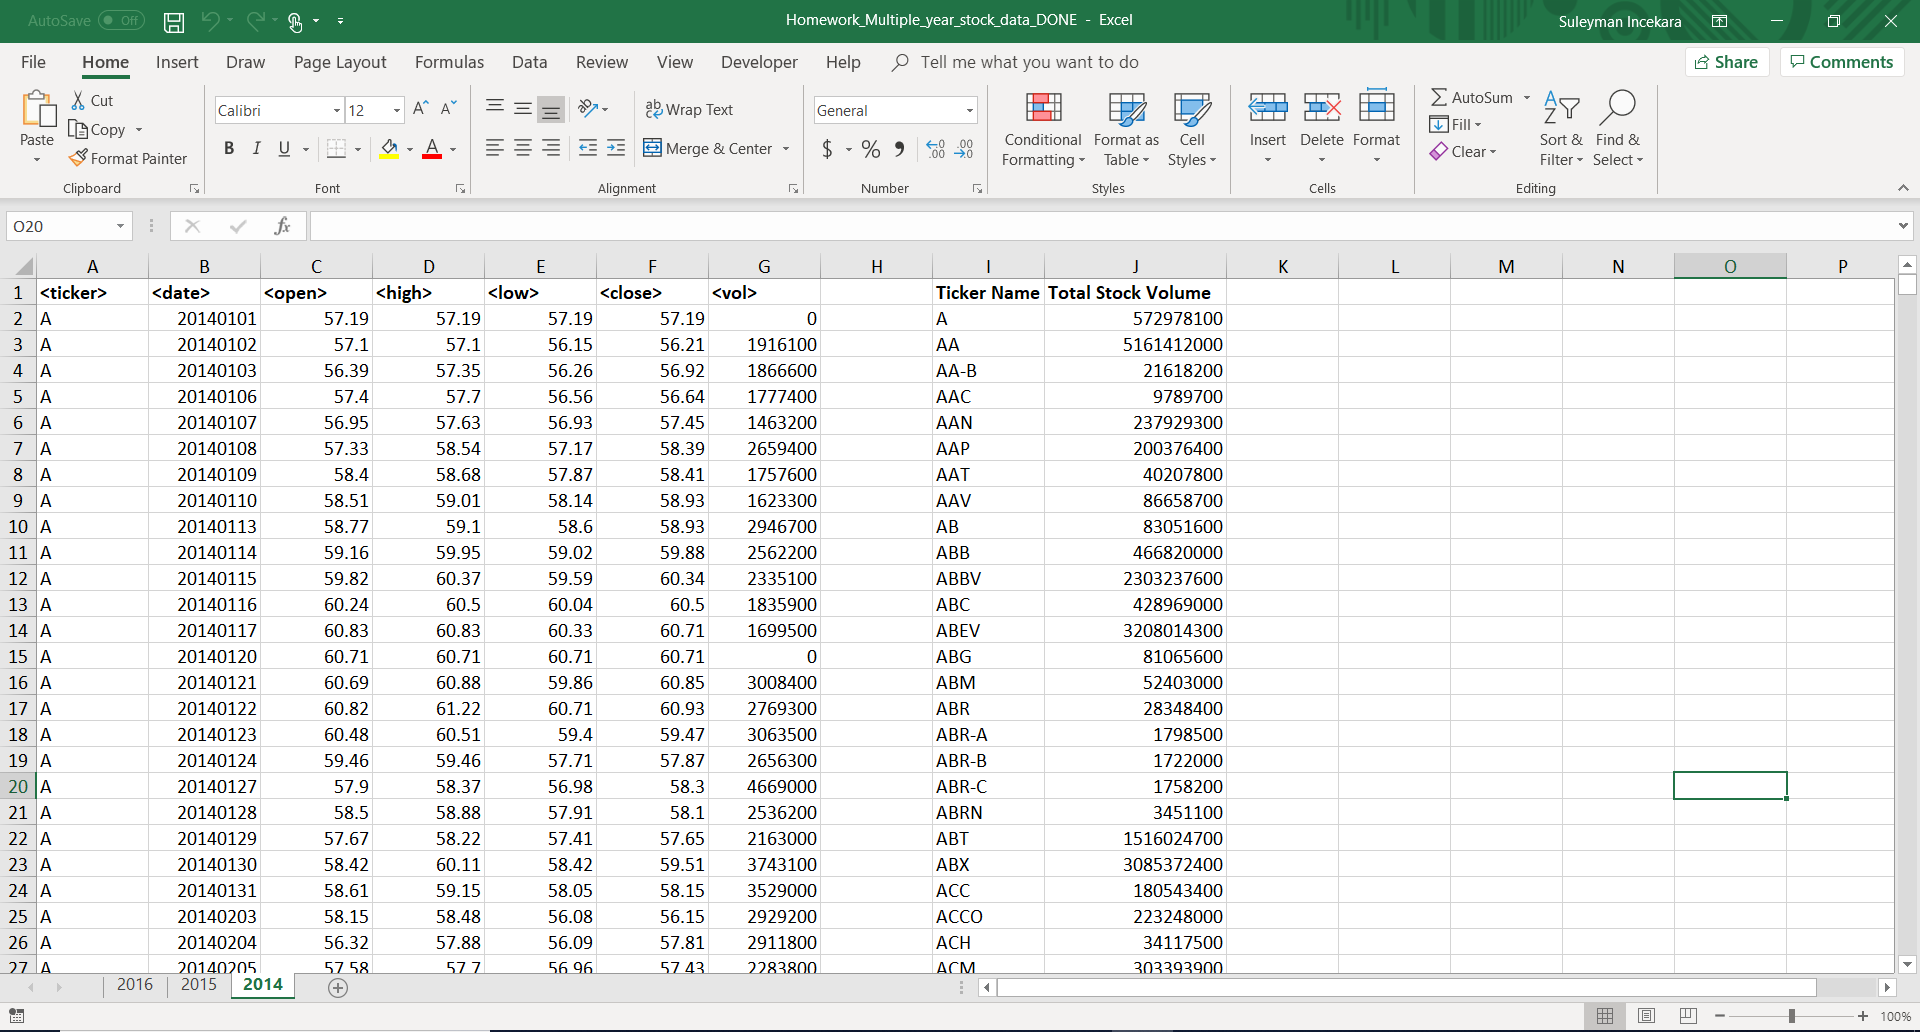 AutoSave Off Homework_Multiple_year_stock_data_DONE - Excel Suleyman Incekara
File Home Insert Draw Page Layout Formulas Data Review View Developer Help Tell me what you want to do Share Comments
Paste Cut Copy Format Painter Clipboard
Calibri 12 B I U A Font
Wrap Text Merge & Center Alignment
General $ % Number
Conditional Formatting Format as Table Cell Styles Styles
Insert Delete Format Cells
AutoSum Fill Clear Sort & Filter Find & Select Editing
O20 fx
A B C D E F G H I J K L M N O P
1 <ticker> <date> <open> <high> <low> <close> <vol> Ticker Name Total Stock Volume
2 A 20140101 57.19 57.19 57.19 57.19 0 A 572978100
3 A 20140102 57.1 57.1 56.15 56.21 1916100 AA 5161412000
4 A 20140103 56.39 57.35 56.26 56.92 1866600 AA-B 21618200
5 A 20140106 57.4 57.7 56.56 56.64 1777400 AAC 9789700
6 A 20140107 56.95 57.63 56.93 57.45 1463200 AAN 237929300
7 A 20140108 57.33 58.54 57.17 58.39 2659400 AAP 200376400
8 A 20140109 58.4 58.68 57.87 58.41 1757600 AAT 40207800
9 A 20140110 58.51 59.01 58.14 58.93 1623300 AAV 86658700
10 A 20140113 58.77 59.1 58.6 58.93 2946700 AB 83051600
11 A 20140114 59.16 59.95 59.02 59.88 2562200 ABB 466820000
12 A 20140115 59.82 60.37 59.59 60.34 2335100 ABBV 2303237600
13 A 20140116 60.24 60.5 60.04 60.5 1835900 ABC 428969000
14 A 20140117 60.83 60.83 60.33 60.71 1699500 ABEV 3208014300
15 A 20140120 60.71 60.71 60.71 60.71 0 ABG 81065600
16 A 20140121 60.69 60.88 59.86 60.85 3008400 ABM 52403000
17 A 20140122 60.82 61.22 60.71 60.93 2769300 ABR 28348400
18 A 20140123 60.48 60.51 59.4 59.47 3063500 ABR-A 1798500
19 A 20140124 59.46 59.46 57.71 57.87 2656300 ABR-B 1722000
20 A 20140127 57.9 58.37 56.98 58.3 4669000 ABR-C 1758200
21 A 20140128 58.5 58.88 57.91 58.1 2536200 ABRN 3451100
22 A 20140129 57.67 58.22 57.41 57.65 2163000 ABT 1516024700
23 A 20140130 58.42 60.11 58.42 59.51 3743100 ABX 3085372400
24 A 20140131 58.61 59.15 58.05 58.15 3529000 ACC 180543400
25 A 20140203 58.15 58.48 56.08 56.15 2929200 ACCO 223248000
26 A 20140204 56.32 57.88 56.09 57.81 2911800 ACH 34117500
27 A 20140205 57.58 57.7 56.96 57.43 2283800 ACM 303393900
2016 2015 2014
100%